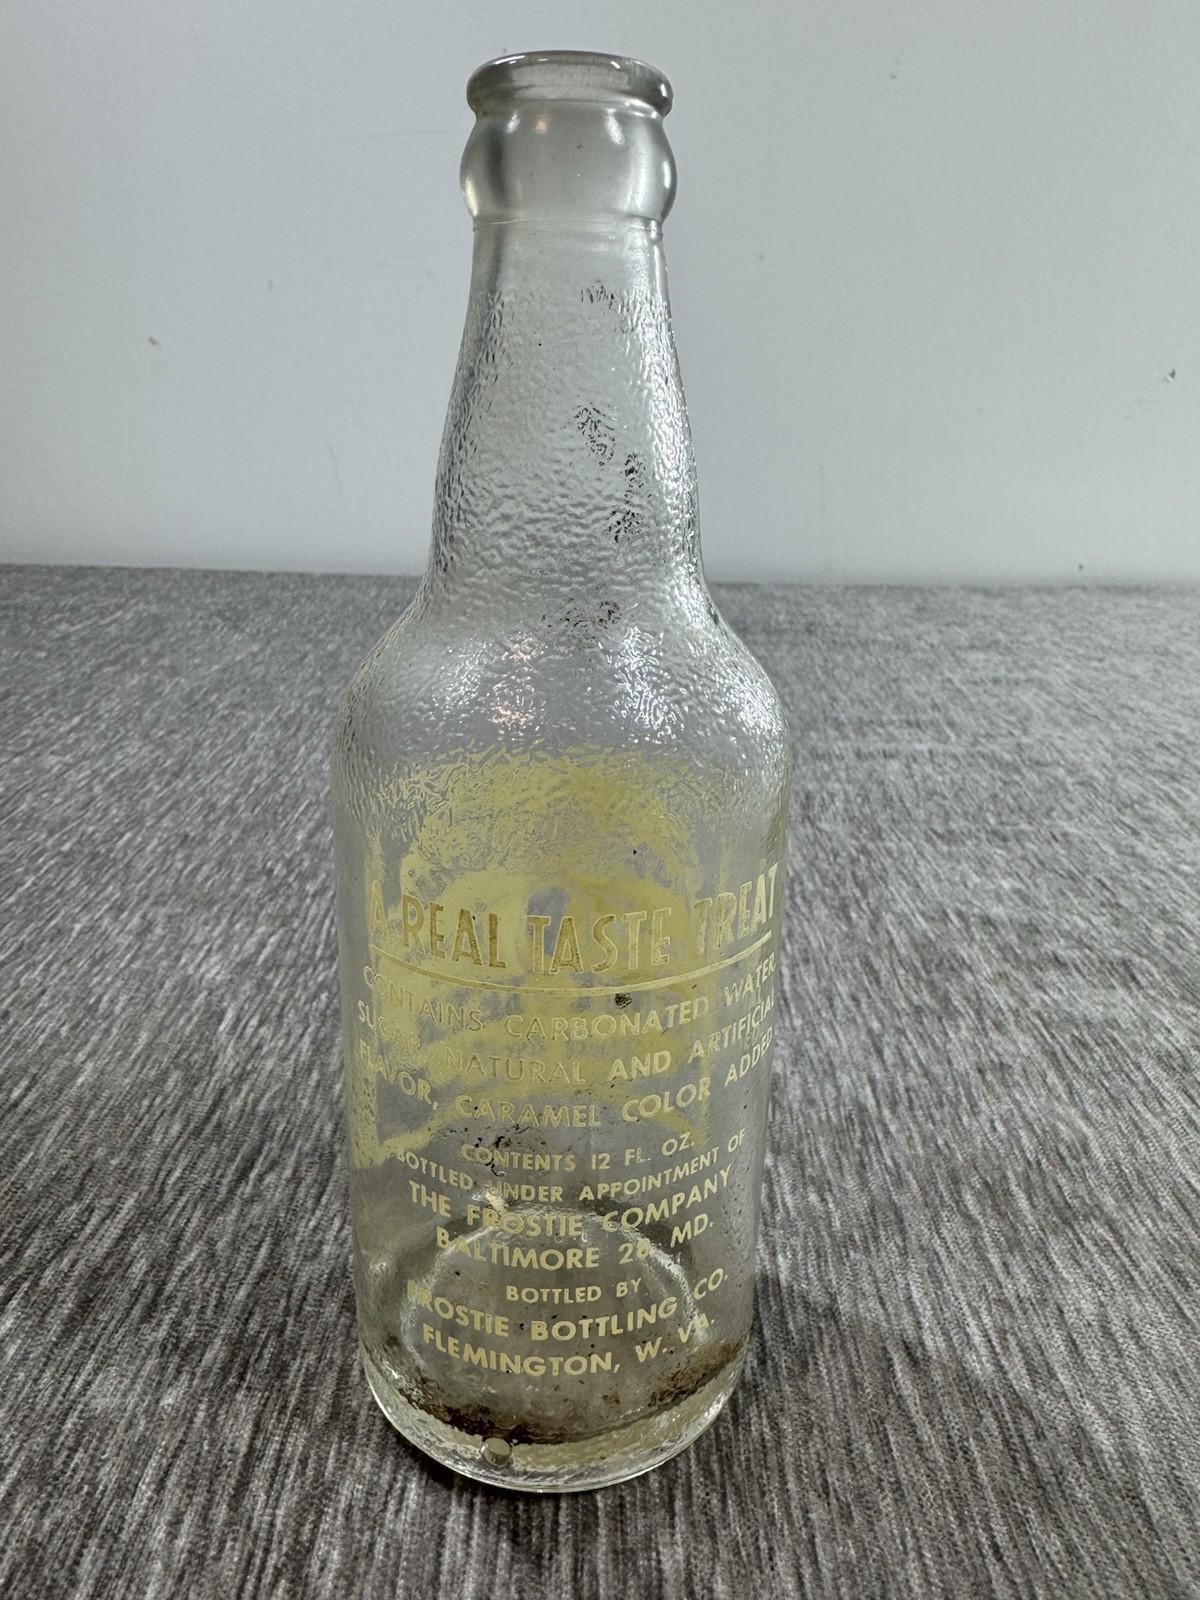 A REAL TASTE TREAT
CONTAINS CARBONATED WATER,
SUGAR, NATURAL AND ARTIFICIAL
FLAVOR, CARAMEL COLOR ADDED.
CONTENTS 12 FL. OZ.
BOTTLED UNDER APPOINTMENT OF
THE FROSTIE COMPANY
BALTIMORE 28, MD.
BOTTLED BY
FROSTIE BOTTLING CO.
FLEMINGTON, W. VA.